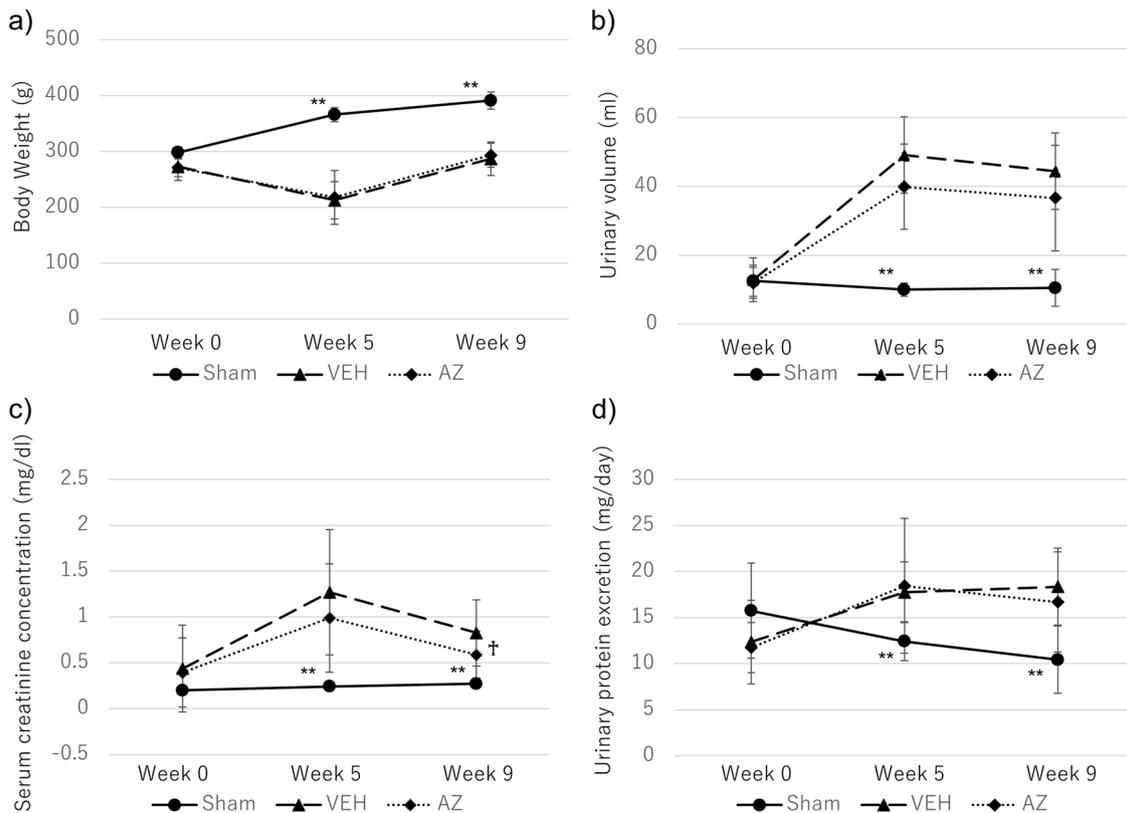 a)
Body Weight (g)
500
400
300
200
100
0
**
**
Week 0 Week 5 Week 9
Sham VEH AZ
b)
Urinary volume (ml)
80
60
40
20
0
**
**
Week 0 Week 5 Week 9
Sham VEH AZ
c)
Serum creatinine concentration (mg/dl)
2.5
2
1.5
1
0.5
0
-0.5
**
**
†
Week 0 Week 5 Week 9
Sham VEH AZ
d)
Urinary protein excretion (mg/day)
30
25
20
15
10
5
0
**
**
Week 0 Week 5 Week 9
Sham VEH AZ